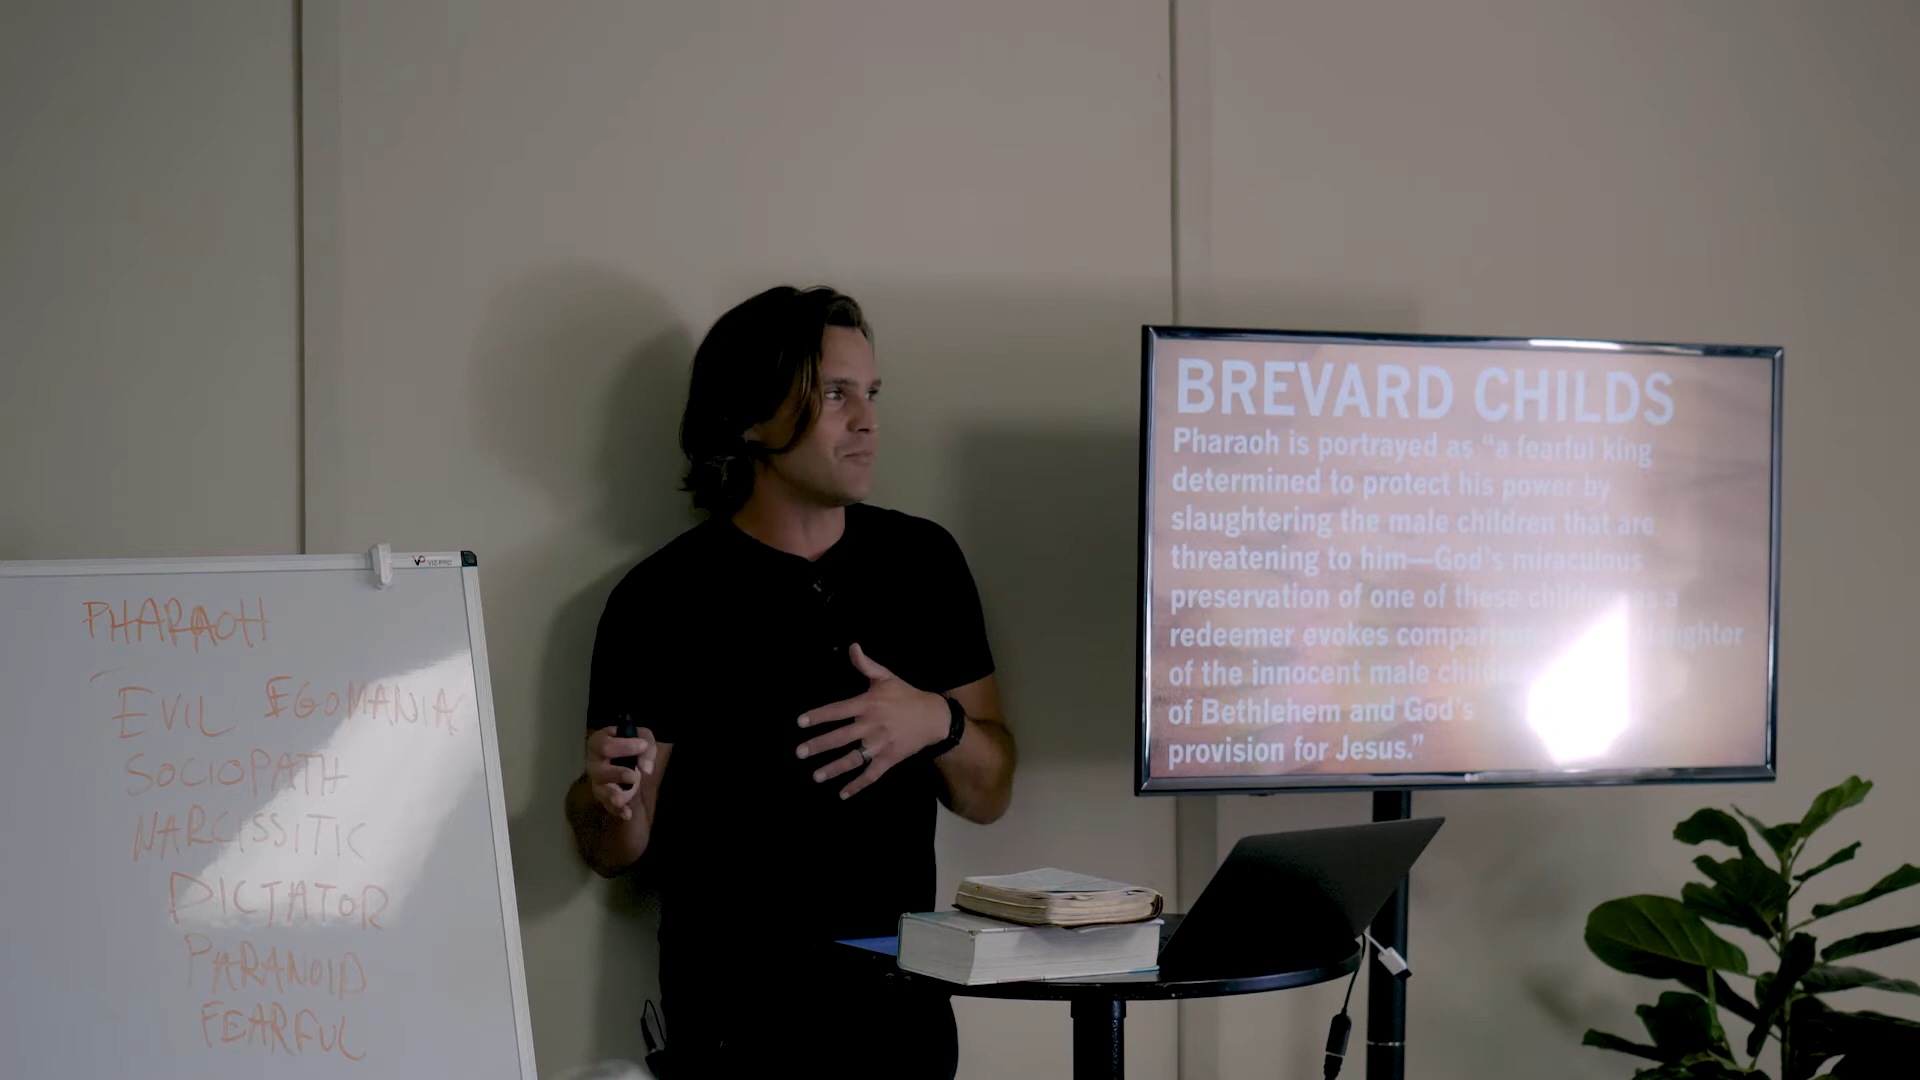 PHARAOH
EVIL EGOMANIAC
SOCIOPATH
NARCISSITIC
DICTATOR
PARANOID
FEARFUL
BREVARD CHILDS
Pharaoh is portrayed as “a fearful king
determined to protect his power by
slaughtering the male children that are
threatening to him—God’s miraculous
preservation of one of these as a
redeemer evokes
of the innocent male
of Bethlehem and God’s
provision for Jesus.”